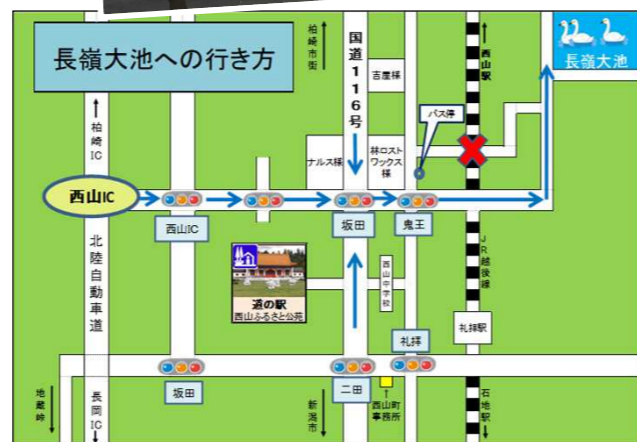 長嶺大池への行き方
柏崎市街
国道116号
吉屋様
バス停
西山駅
長嶺大池
柏崎IC
ナルス様
林ロストワックス様
西山IC
西山IC
坂田
鬼王
北陸自動車道
道の駅
西山ふるさと公苑
西山中学校
JR越後線
礼拝
礼拝駅
坂田
二田
地蔵峠
長岡IC
新潟市
西山町事務所
石地駅